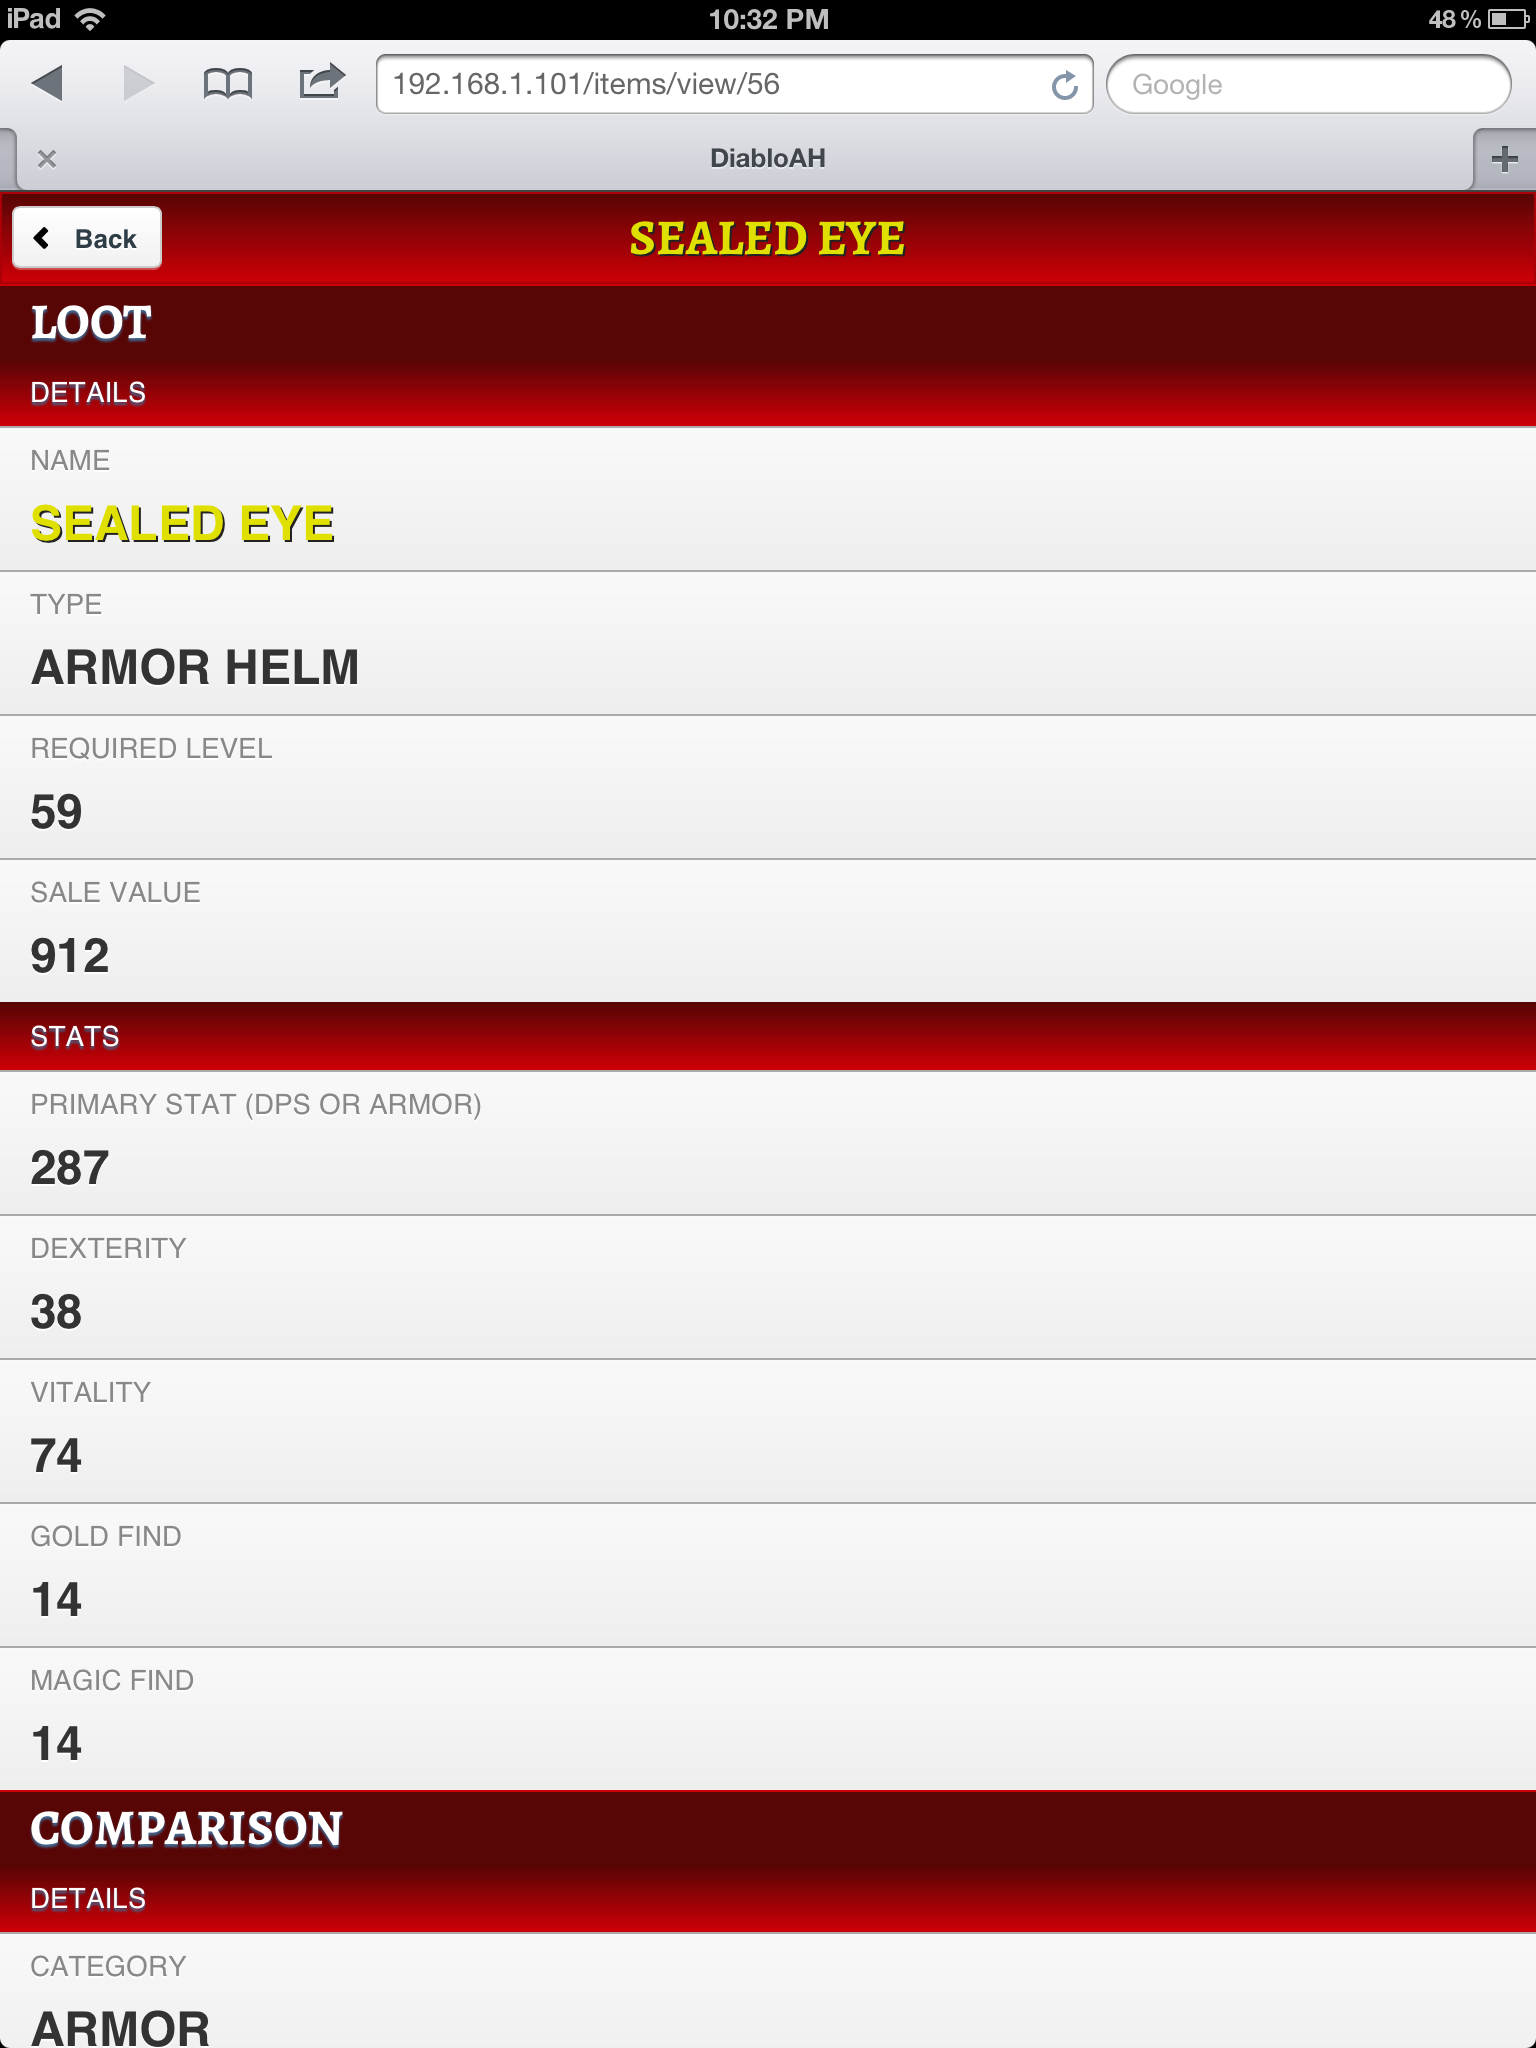 iPad 10:32 PM 48 %
192.168.1.101/items/view/56 Google
DiabloAH
Back SEALED EYE
LOOT
DETAILS
NAME
SEALED EYE
TYPE
ARMOR HELM
REQUIRED LEVEL
59
SALE VALUE
912
STATS
PRIMARY STAT (DPS OR ARMOR)
287
DEXTERITY
38
VITALITY
74
GOLD FIND
14
MAGIC FIND
14
COMPARISON
DETAILS
CATEGORY
ARMOR